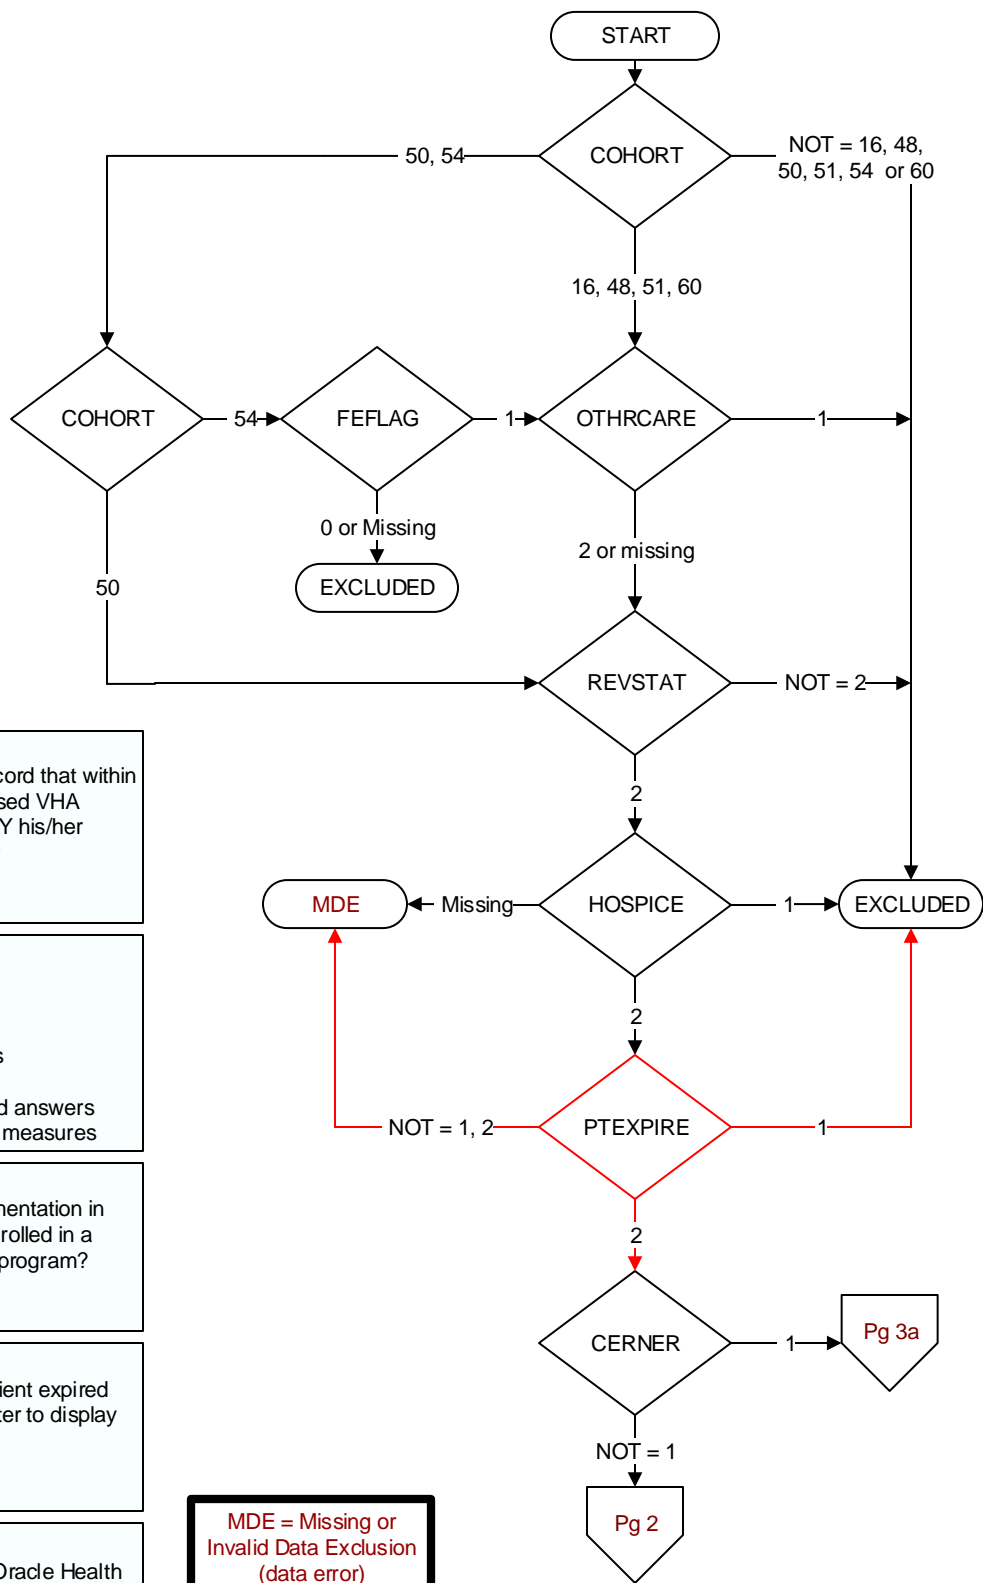 START
COHORT
50, 54
NOT = 16, 48,
50, 51, 54  or 60
16, 48, 51, 60
COHORT
54
FEFLAG
1
OTHRCARE
1
0 or Missing
EXCLUDED
2 or missing
50
REVSTAT
NOT = 2
2
MDE
Missing
HOSPICE
1
EXCLUDED
2
NOT = 1, 2
PTEXPIRE
1
2
CERNER
1
Pg 3a
NOT = 1
Pg 2
cord that within
sed VHA
Y his/her
s
d answers
measures
mentation in
rolled in a
program?
ient expired
ter to display
Oracle Health
MDE = Missing or
Invalid Data Exclusion
(data error)